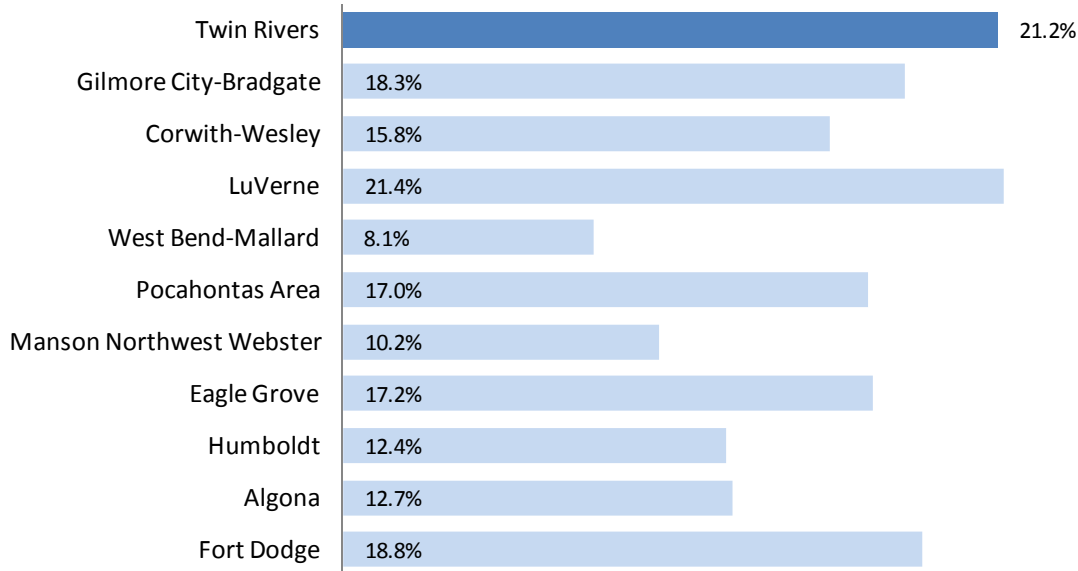 Twin Rivers 21.2%
Gilmore City-Bradgate 18.3%
Corwith-Wesley 15.8%
LuVerne 21.4%
West Bend-Mallard 8.1%
Pocahontas Area 17.0%
Manson Northwest Webster 10.2%
Eagle Grove 17.2%
Humboldt 12.4%
Algona 12.7%
Fort Dodge 18.8%